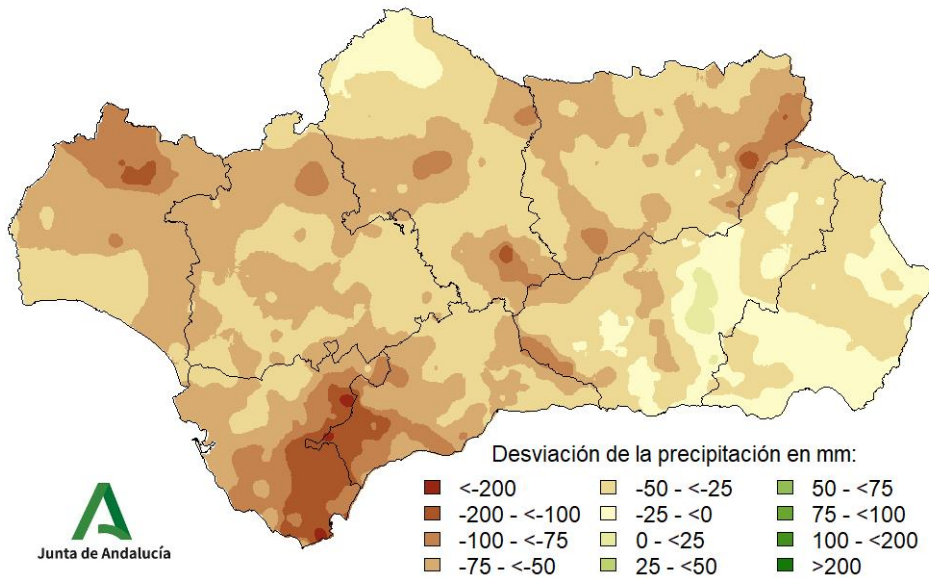 Desviación de la precipitación en mm:
<-200
-200 - <-100
-100 - <-75
-75 - <-50
-50 - <-25
-25 - <0
0 - <25
25 - <50
50 - <75
75 - <100
100 - <200
>200
Junta de Andalucía